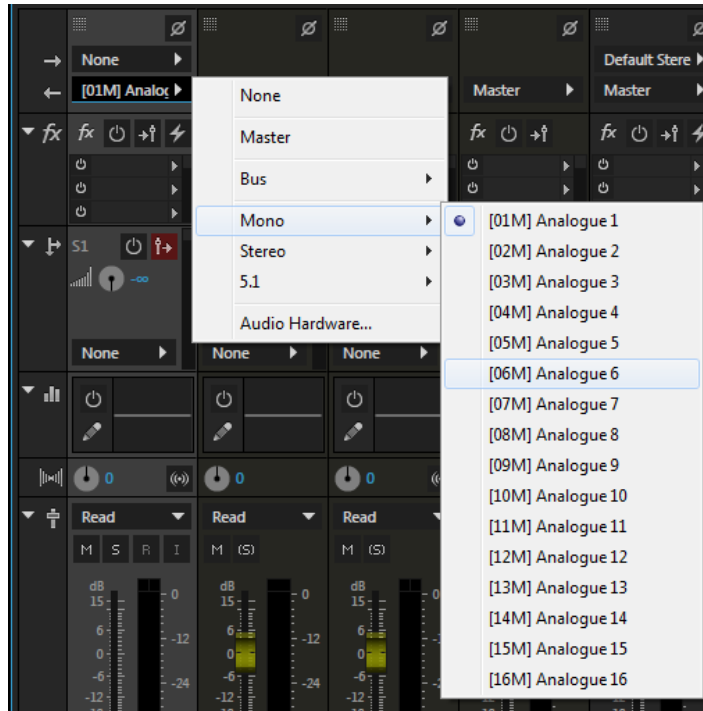 Ø Ø Ø Ø
None Default Stere
[01M] Analog Master Master
None
Master
Bus
Mono
Stereo
5.1
Audio Hardware...
[01M] Analogue 1
[02M] Analogue 2
[03M] Analogue 3
[04M] Analogue 4
[05M] Analogue 5
[06M] Analogue 6
[07M] Analogue 7
[08M] Analogue 8
[09M] Analogue 9
[10M] Analogue 10
[11M] Analogue 11
[12M] Analogue 12
[13M] Analogue 13
[14M] Analogue 14
[15M] Analogue 15
[16M] Analogue 16
fx fx fx fx
S1
-∞
None None None
0 0 0
Read Read Read
M S R I M (S) M (S)
dB dB dB
15 0 15 0 15 0
6 6 6
-12 -12
0 0 0
-6 -24 -6 -24 -6
-12 -12 -12